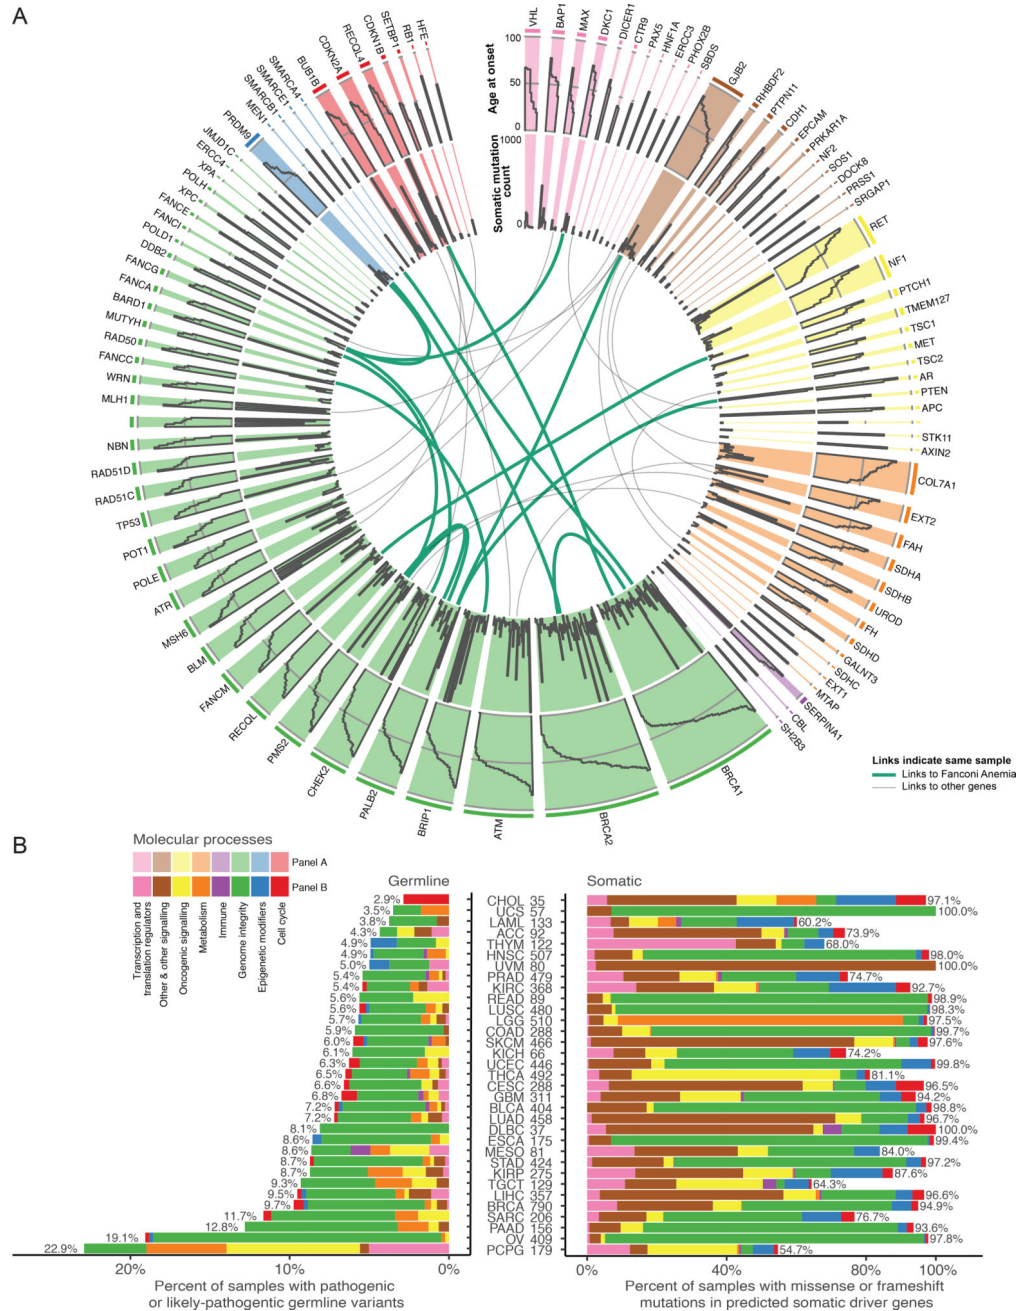 A
VHL
BAP1
MAX
DKC1
DICER1
CTR9
PAX5
HNF1A
ERCC3
PHOX2B
SBDS
GJB2
RHBDF2
PTPN11
CDH1
EPCAM
PRKAR1A
NF2
SOS1
DOCK8
PRSS1
SRGAP1
RET
NF1
PTCH1
TMEM127
TSC1
MET
TSC2
AR
PTEN
APC
STK11
AXIN2
COL7A1
EXT2
FAH
SDHA
SDHB
UROD
FH
SDHD
GALNT3
SDHC
EXT1
MTAP
SERPINA1
CBL
SH2B3
BRCA1
BRCA2
ATM
BRIP1
PALB2
CHEK2
PMS2
RECQL
FANCM
BLM
MSH6
ATR
POLE
POT1
TP53
RAD51C
RAD51D
NBN
MLH1
WRN
FANCC
RAD50
MUTYH
BARD1
FANCA
FANCG
DDB2
POLD1
FANCI
FANCE
XPC
POLH
XPA
ERCC4
JMJD1C
PRDM9
MEN1
SMARCB1
SMARCE1
SMARCA4
BUB1B
CDKN2A
RECQL4
CDKN1B
SETBP1
RB1
HFE
100
50
0
Age at onset
1000
0
Somatic mutation
count
Links indicate same sample
Links to Fanconi Anemia
Links to other genes
B
Molecular processes
Panel A
Panel B
Transcription and
translation regulators
Other & other signalling
Oncogenic signalling
Metabolism
Immune
Genome integrity
Epigenetic modifiers
Cell cycle
Germline
Somatic
2.9% CHOL 35 97.1%
3.5% UCS 57 100.0%
3.8% LAML 133 60.2%
4.3% ACC 92 73.9%
4.9% THYM 122 68.0%
4.9% HNSC 507 98.0%
5.0% UVM 80 100.0%
5.4% PRAD 479 74.7%
5.4% KIRC 368 92.7%
5.6% READ 89 98.9%
5.6% LUSC 480 98.3%
5.7% LGG 510 97.5%
5.9% COAD 288 99.7%
6.0% SKCM 466 97.6%
6.1% KICH 66 74.2%
6.3% UCEC 446 99.8%
6.5% THCA 492 81.1%
6.6% CESC 288 96.5%
6.8% GBM 311 94.2%
7.2% BLCA 404 98.8%
7.2% LUAD 458 96.7%
8.1% DLBC 37 100.0%
8.6% ESCA 175 99.4%
8.6% MESO 81 84.0%
8.7% STAD 424 97.2%
8.7% KIRP 275 87.6%
9.3% TGCT 129 64.3%
9.5% LIHC 357 96.6%
9.7% BRCA 790 94.9%
11.7% SARC 206 76.7%
12.8% PAAD 156 93.6%
19.1% OV 409 97.8%
22.9% PCPG 179 54.7%
20% 10% 0%
0% 40% 100%
Percent of samples with pathogenic
or likely-pathogentic germline variants
Percent of samples with missense or frameshift
mutations in predicted somatic driver genes